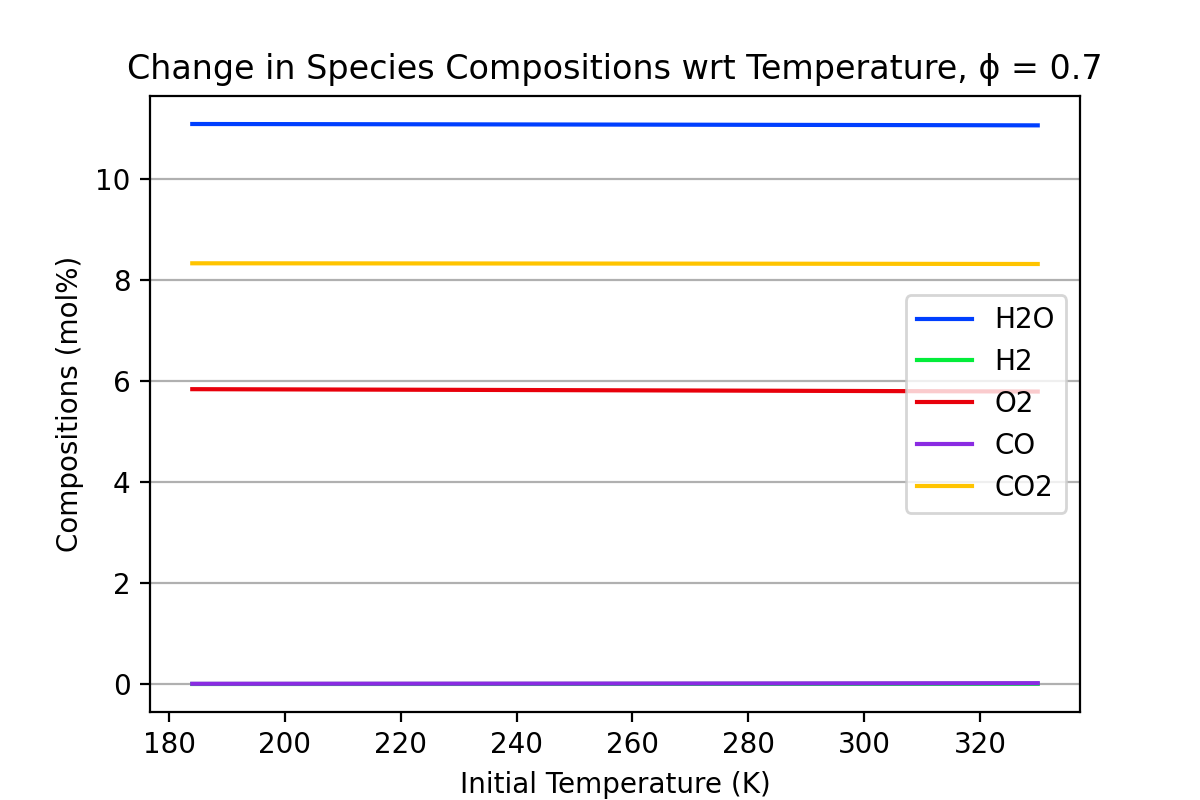 Change in Species Compositions wrt Temperature, ϕ = 0.7
Compositions (mol%)
10
8
6
4
2
0
H2O
H2
O2
CO
CO2
180 200 220 240 260 280 300 320
Initial Temperature (K)